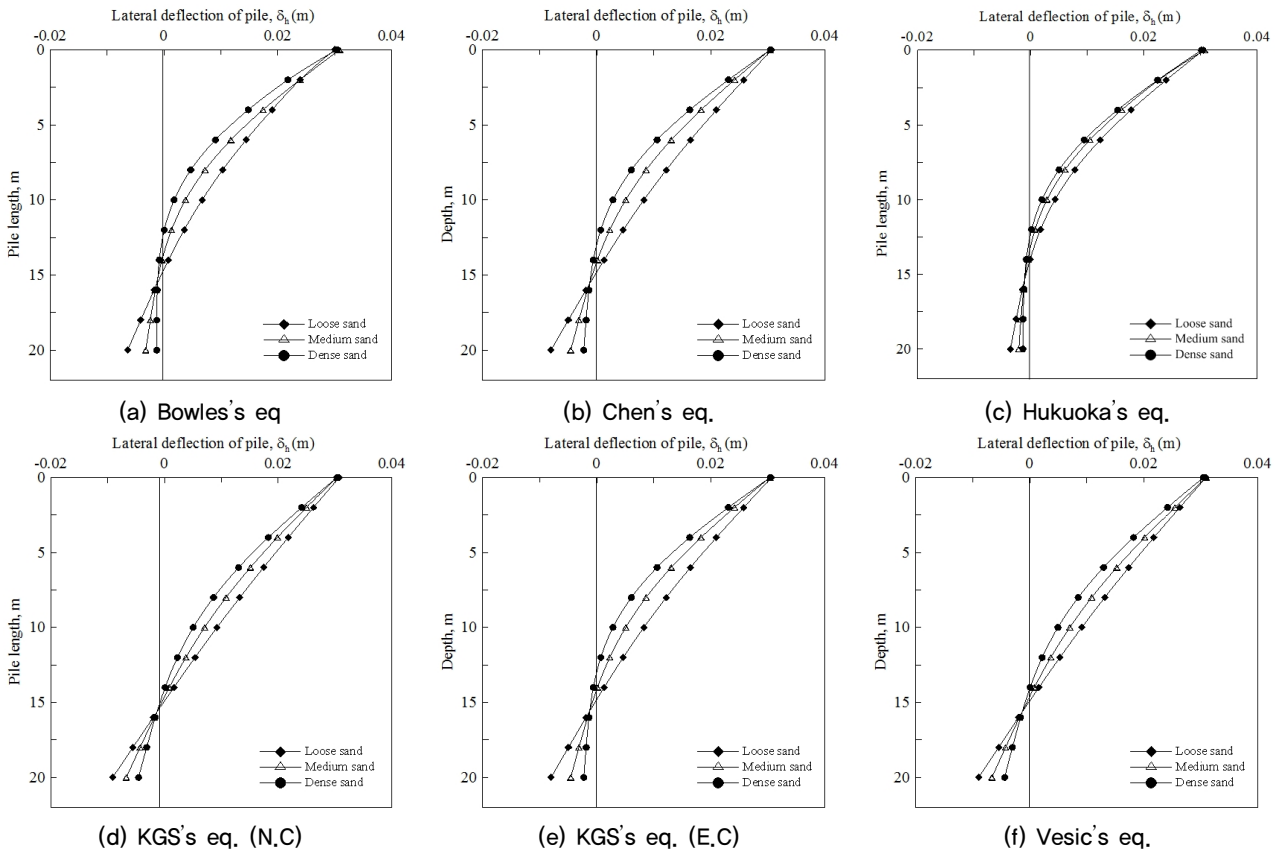 Lateral deflection of pile, δh (m)
-0.02 0 0.02 0.04
0
5
10
15
20
Pile length, m
Loose sand
Medium sand
Dense sand
(a) Bowles's eq
Lateral deflection of pile, δh (m)
-0.02 0 0.02 0.04
0
5
10
15
20
Depth, m
Loose sand
Medium sand
Dense sand
(b) Chen's eq.
Lateral deflection of pile, δh (m)
-0.02 0 0.02 0.04
0
5
10
15
20
Pile length, m
Loose sand
Medium sand
Dense sand
(c) Hukuoka's eq.
Lateral deflection of pile, δh (m)
-0.02 0 0.02 0.04
0
5
10
15
20
Pile length, m
Loose sand
Medium sand
Dense sand
(d) KGS's eq. (N.C)
Lateral deflection of pile, δh (m)
-0.02 0 0.02 0.04
0
5
10
15
20
Depth, m
Loose sand
Medium sand
Dense sand
(e) KGS's eq. (E.C)
Lateral deflection of pile, δh (m)
-0.02 0 0.02 0.04
0
5
10
15
20
Depth, m
Loose sand
Medium sand
Dense sand
(f) Vesic's eq.